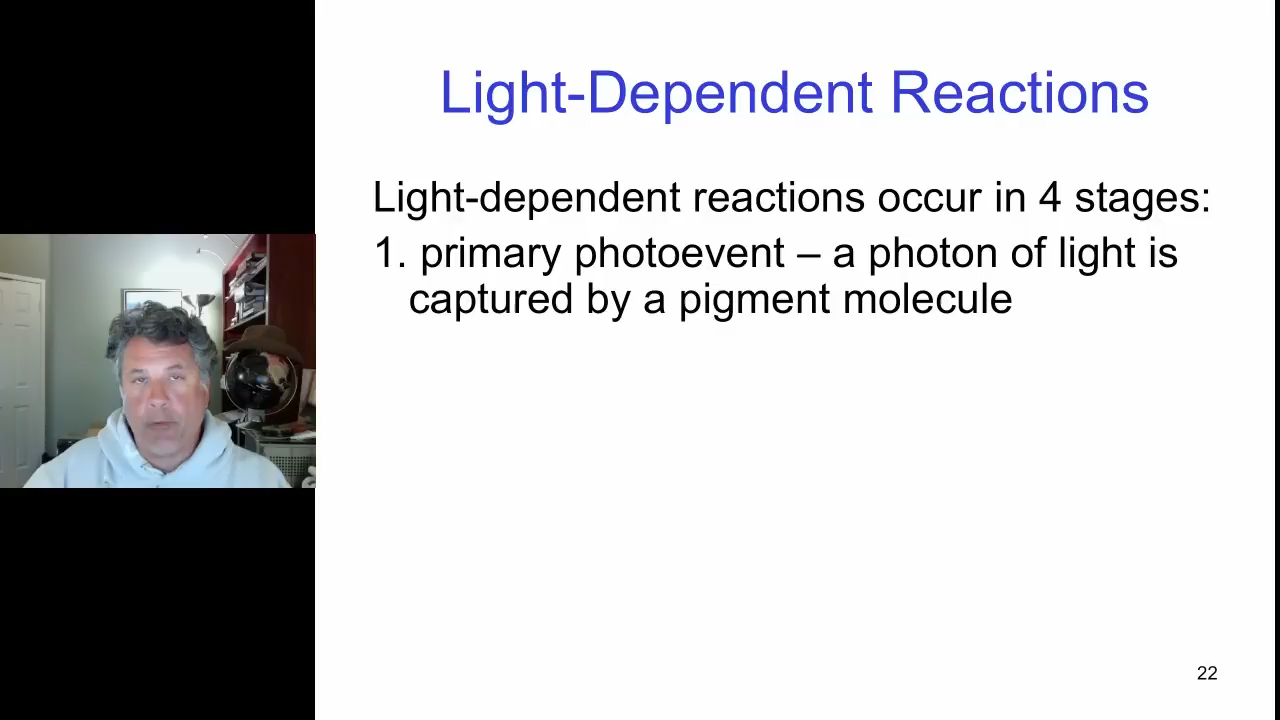 Light-Dependent Reactions
Light-dependent reactions occur in 4 stages:
1. primary photoevent – a photon of light is
captured by a pigment molecule
22